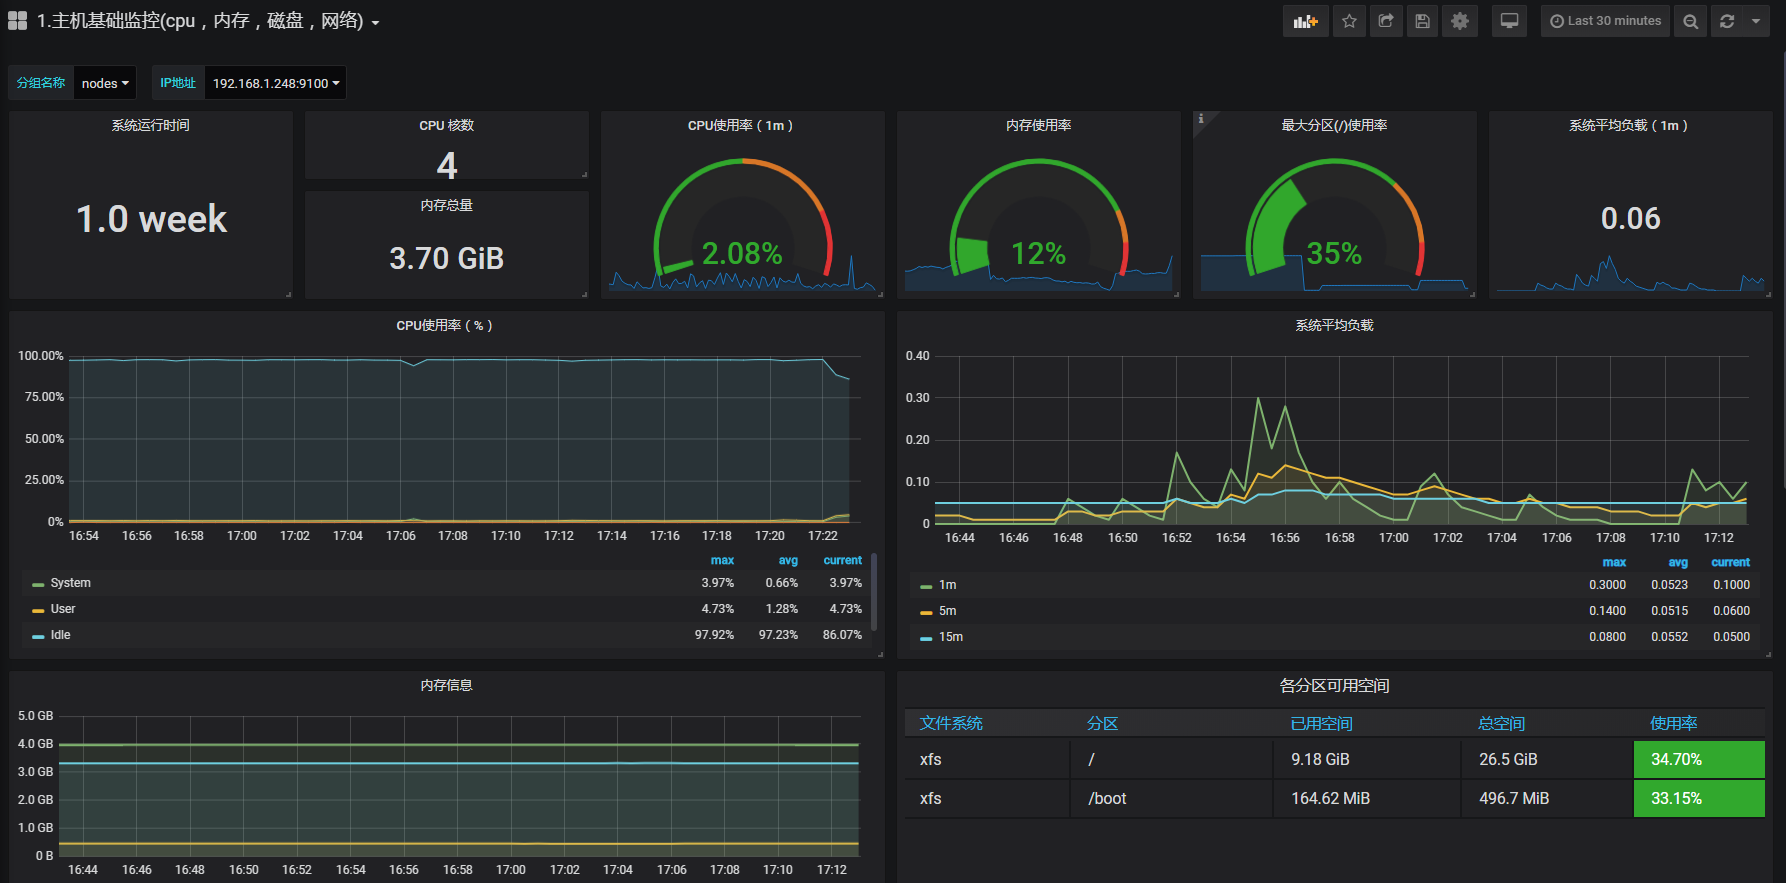 1.主机基础监控(cpu，内存，磁盘，网络)
Last 30 minutes
分组名称 nodes IP地址 192.168.1.248:9100
系统运行时间
1.0 week
CPU 核数
4
内存总量
3.70 GiB
CPU使用率（1m）
2.08%
内存使用率
12%
最大分区(/)使用率
35%
系统平均负载（1m）
0.06
CPU使用率（%）
100.00%
75.00%
50.00%
25.00%
0%
16:54 16:56 16:58 17:00 17:02 17:04 17:06 17:08 17:10 17:12 17:14 17:16 17:18 17:20 17:22
max avg current
System 3.97% 0.66% 3.97%
User 4.73% 1.28% 4.73%
Idle 97.92% 97.23% 86.07%
系统平均负载
0.40
0.30
0.20
0.10
0
16:44 16:46 16:48 16:50 16:52 16:54 16:56 16:58 17:00 17:02 17:04 17:06 17:08 17:10 17:12
max avg current
1m 0.3000 0.0523 0.1000
5m 0.1400 0.0515 0.0600
15m 0.0800 0.0552 0.0500
内存信息
5.0 GB
4.0 GB
3.0 GB
2.0 GB
1.0 GB
0 B
16:44 16:46 16:48 16:50 16:52 16:54 16:56 16:58 17:00 17:02 17:04 17:06 17:08 17:10 17:12
各分区可用空间
文件系统 分区 已用空间 总空间 使用率
xfs / 9.18 GiB 26.5 GiB 34.70%
xfs /boot 164.62 MiB 496.7 MiB 33.15%